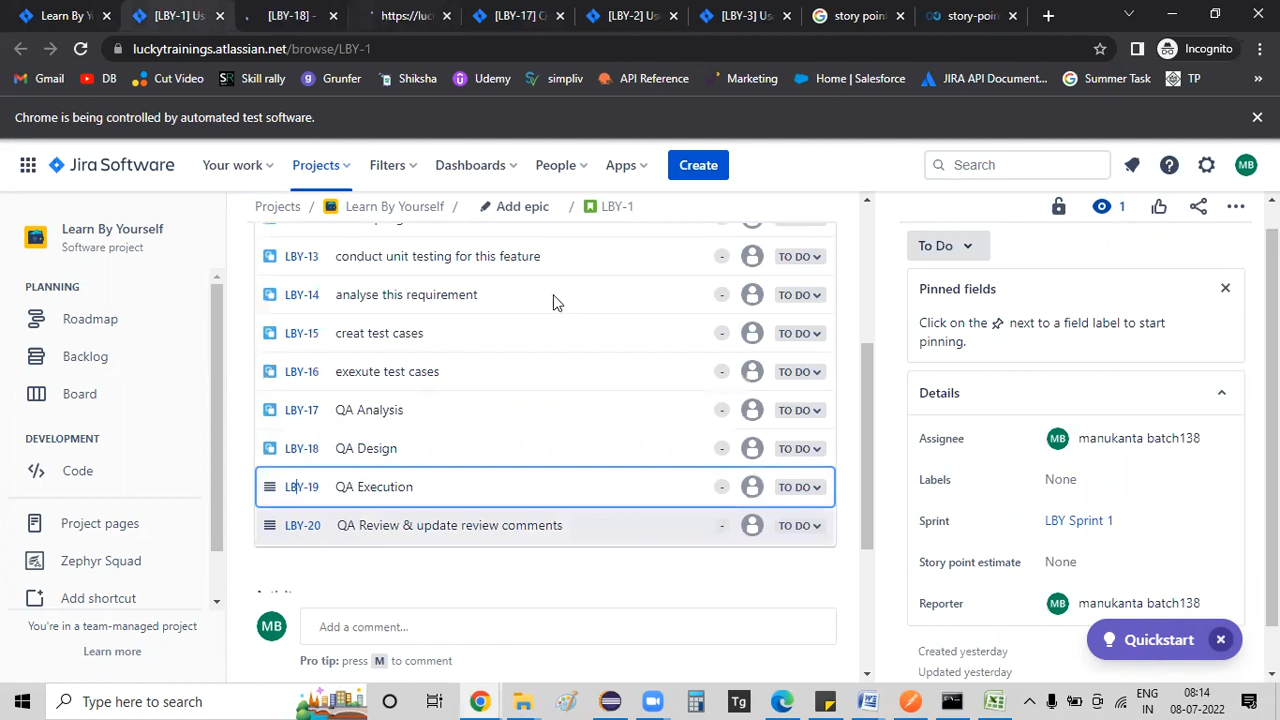 Learn By Yo
[LBY-1] Us
[LBY-18] -
https://luc
[LBY-17] Q
[LBY-2] Use
[LBY-3] Use
story point
story-poin
luckytrainings.atlassian.net/browse/LBY-1
Incognito
Gmail DB Cut Video Skill rally Grunfer Shiksha Udemy simpliv API Reference Marketing Home | Salesforce JIRA API Document... Summer Task TP »
Chrome is being controlled by automated test software.
Jira Software Your work Projects Filters Dashboards People Apps Create Search MB
Projects / Learn By Yourself / Add epic / LBY-1
1
Learn By Yourself
Software project
PLANNING
Roadmap
Backlog
Board
DEVELOPMENT
Code
Project pages
Zephyr Squad
Add shortcut
You're in a team-managed project
Learn more
LBY-13 conduct unit testing for this feature - TO DO
LBY-14 analyse this requirement - TO DO
LBY-15 creat test cases - TO DO
LBY-16 exexute test cases - TO DO
LBY-17 QA Analysis - TO DO
LBY-18 QA Design - TO DO
LBY-19 QA Execution - TO DO
LBY-20 QA Review & update review comments - TO DO
MB Add a comment...
Pro tip: press M to comment
To Do
Pinned fields
Click on the next to a field label to start
pinning.
Details
Assignee MB manukanta batch138
Labels None
Sprint LBY Sprint 1
Story point estimate None
Reporter MB manukanta batch138
Quickstart
Created yesterday
Updated yesterday
Type here to search
Tg
ENG
IN
08:14
08-07-2022